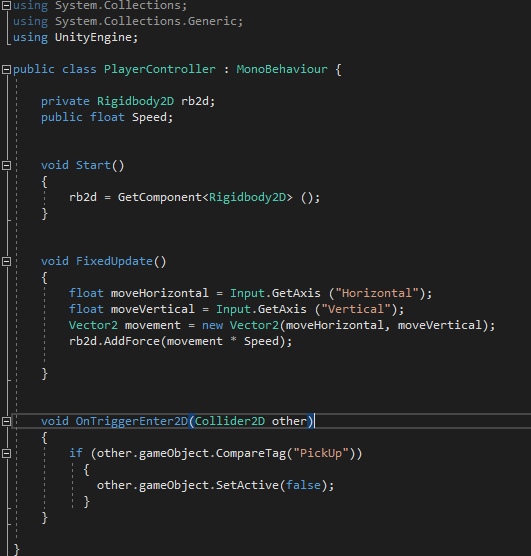 using System.Collections;
using System.Collections.Generic;
using UnityEngine;
public class PlayerController : MonoBehaviour {
private Rigidbody2D rb2d;
public float Speed;
void Start()
{
rb2d = GetComponent<Rigidbody2D> ();
}
void FixedUpdate()
{
float moveHorizontal = Input.GetAxis ("Horizontal");
float moveVertical = Input.GetAxis ("Vertical");
Vector2 movement = new Vector2(moveHorizontal, moveVertical);
rb2d.AddForce(movement * Speed);
}
void OnTriggerEnter2D(Collider2D other)
{
if (other.gameObject.CompareTag("PickUp"))
{
other.gameObject.SetActive(false);
}
}
}